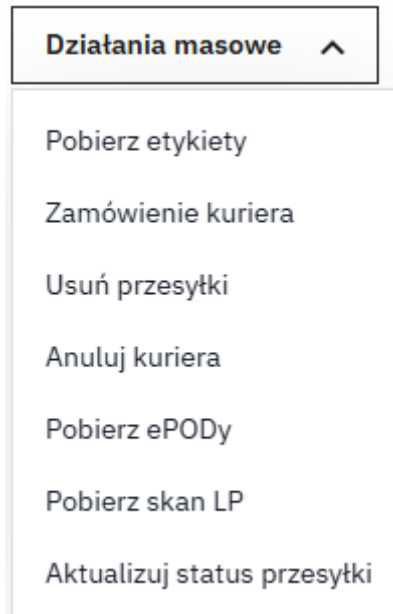 Działania masowe
Pobierz etykiety
Zamówienie kuriera
Usuń przesyłki
Anuluj kuriera
Pobierz ePODy
Pobierz skan LP
Aktualizuj status przesyłki